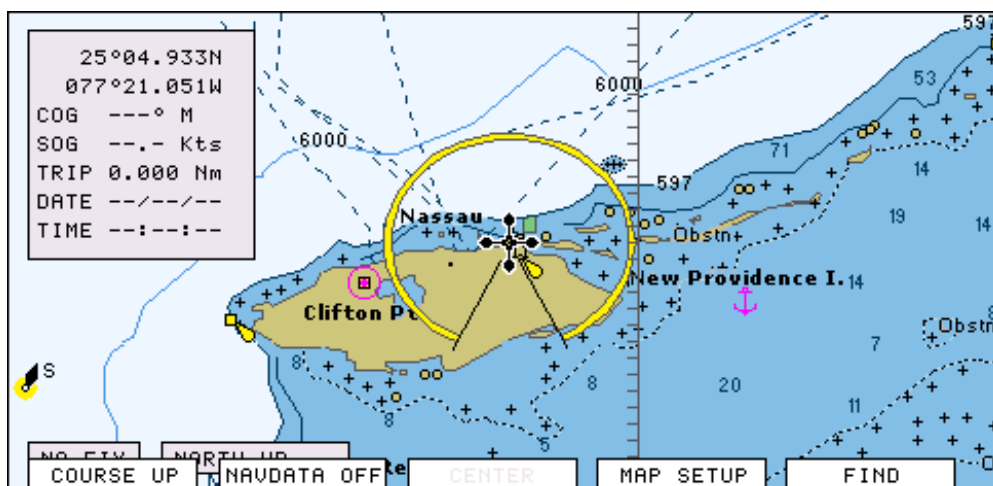 25°04.933N
077°21.051W
COG ---° M
SOG --.- Kts
TRIP 0.000 Nm
DATE --/--/--
TIME --:--:--
597
53
6000
6000
71
14
597
Nassau
19
Obstn
New Providence I.
14
Clifton Pt
Obstn
7
S
8
8
20
11
8
5
NO FIX
NORTH UP
COURSE UP
NAVDATA OFF
CENTER
MAP SETUP
FIND